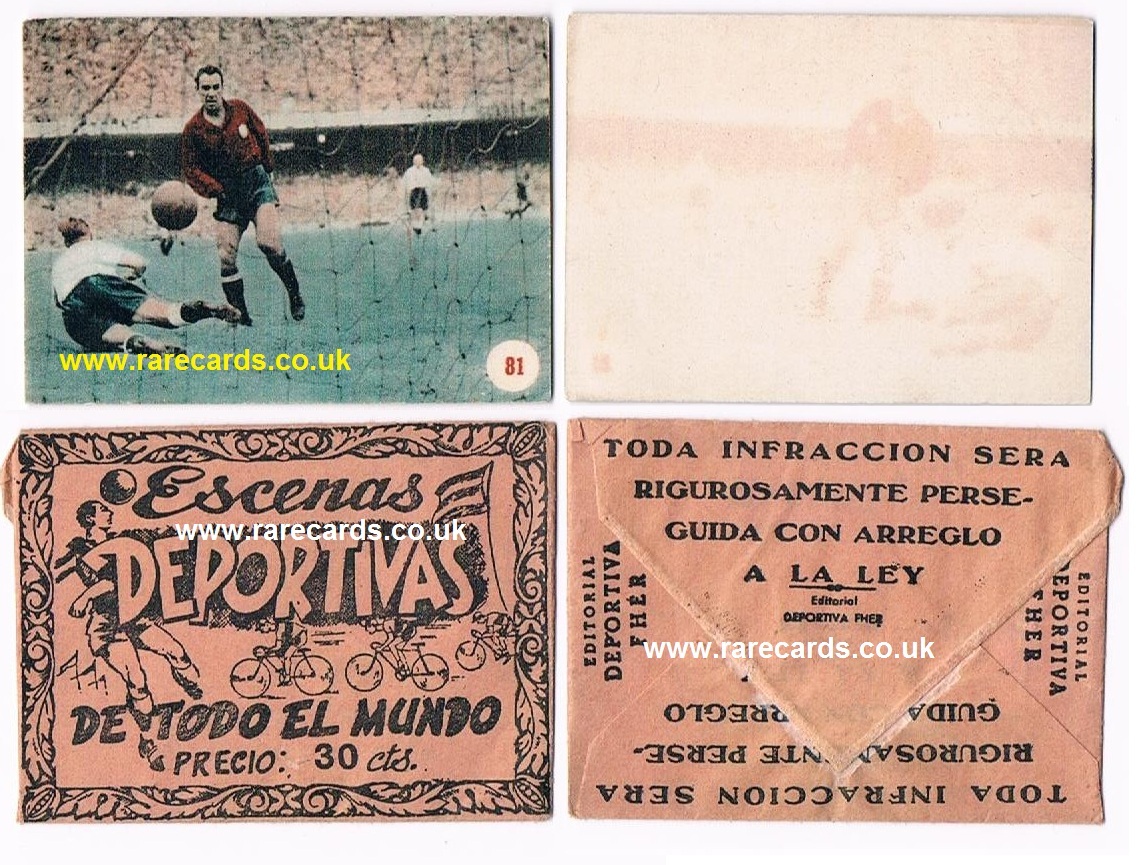 www.rarecards.co.uk
81
Escenas
www.rarecards.co.uk
DEPORTIVAS
DE TODO EL MUNDO
PRECIO: 30 cts.
TODA INFRACCION SERA
RIGUROSAMENTE PERSE-
GUIDA CON ARREGLO
A LA LEY
Editorial
DEPORTIVA FHER
EDITORIAL
DEPORTIVA
FHER
EDITORIAL
DEPORTIVA
FHER
www.rarecards.co.uk
GUIDA CON ARREGLO
RIGUROSAMENTE PERSE-
TODA INFRACCION SERA